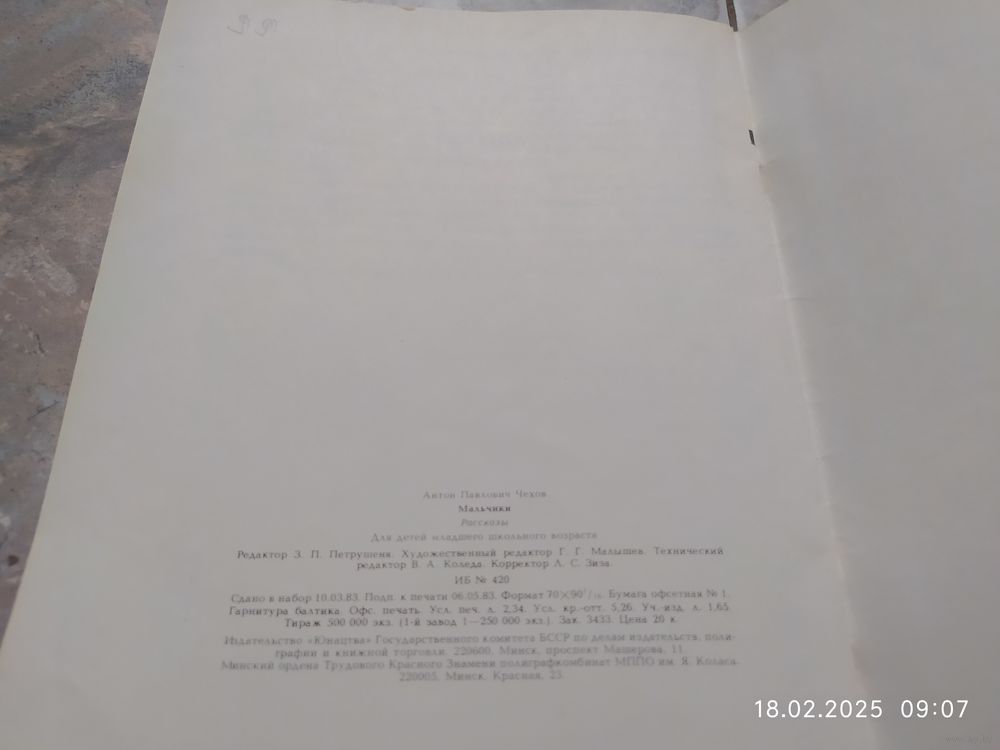 Антон Павлович Чехов
Мальчики
Рассказы
Для детей младшего школьного возраста
Редактор З. П. Петрушеня. Художественный редактор Г. Г. Малышев. Технический
редактор В. А. Коледа. Корректор Л. С. Зиза.
ИБ № 420
Сдано в набор 10.03.83. Подп. к печати 06.05.83. Формат 70×90¹/₁₆. Бумага офсетная № 1.
Гарнитура балтика. Офс. печать. Усл. печ. л. 2,34. Усл. кр.-отт. 5,26. Уч.-изд. л. 1,65.
Тираж 500 000 экз. (1-й завод 1—250 000 экз.). Зак. 3433. Цена 20 к.
Издательство «Юнацтва» Государственного комитета БССР по делам издательств, поли-
графии и книжной торговли. 220600, Минск, проспект Машерова, 11.
Минский ордена Трудового Красного Знамени полиграфкомбинат МППО им. Я. Коласа.
220005, Минск, Красная, 23.
18.02.2025 09:07